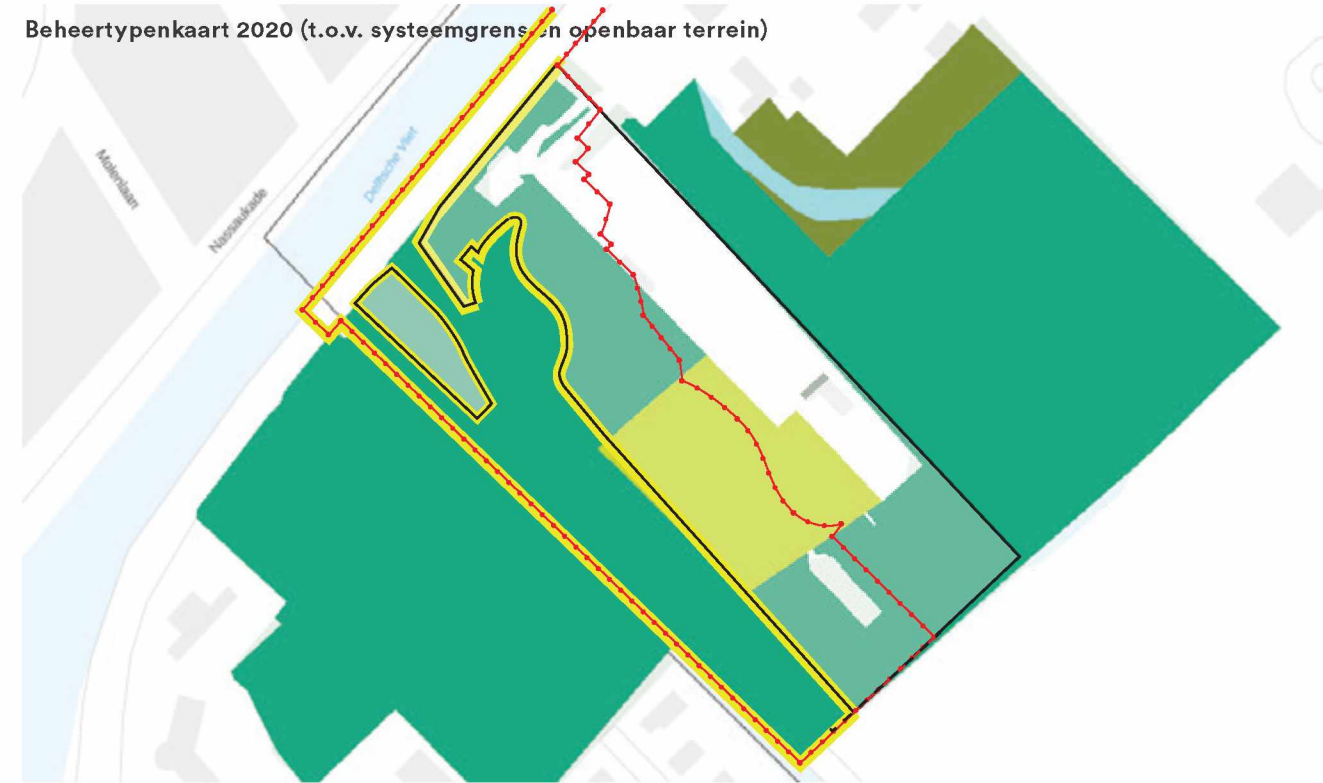 Beheertypenkaart 2020 (t.o.v. systeemgrens en openbaar terrein)
Delftsche Vliet
Molenlaan
Nassaukade